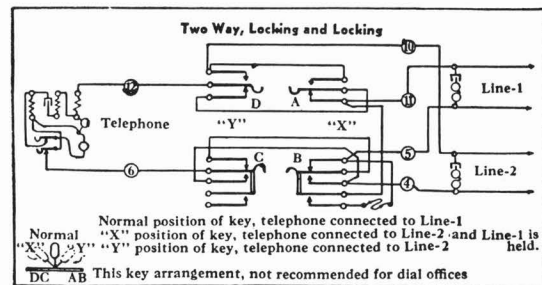 Two Way, Locking and Locking
10
12
D
A
11
Line-1
Telephone
"Y"
"X"
C
B
5
6
4
Line-2
Normal position of key, telephone connected to Line-1
Normal
"X" position of key, telephone connected to Line-2 and Line-1 is held.
"X"
"Y"
"Y" position of key, telephone connected to Line-2
DC
AB
This key arrangement, not recommended for dial offices